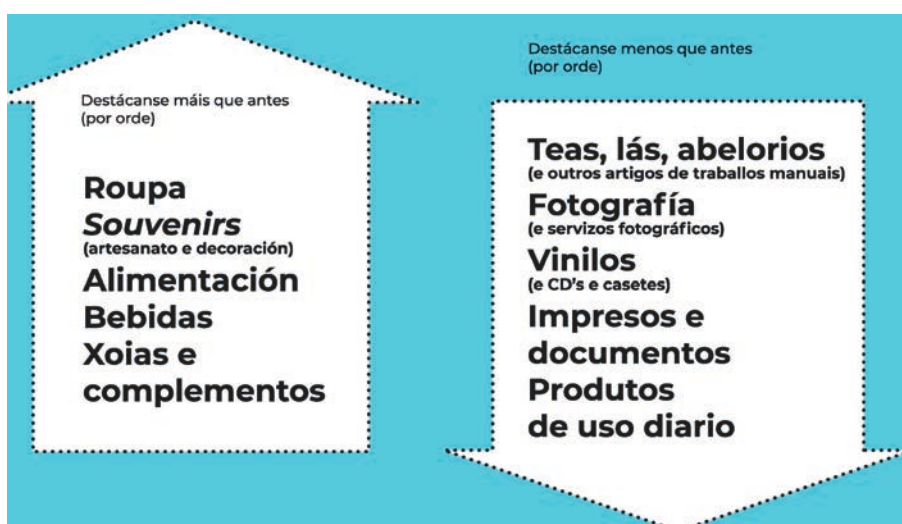 Destácanse máis que antes
(por orde)
Roupa
Souvenirs
(artesanato e decoración)
Alimentación
Bebidas
Xoias e
complementos
Destácanse menos que antes
(por orde)
Teas, lás, abelorios
(e outros artigos de traballos manuais)
Fotografía
(e servizos fotográficos)
Vinilos
(e CD's e casetes)
Impresos e
documentos
Produtos
de uso diario